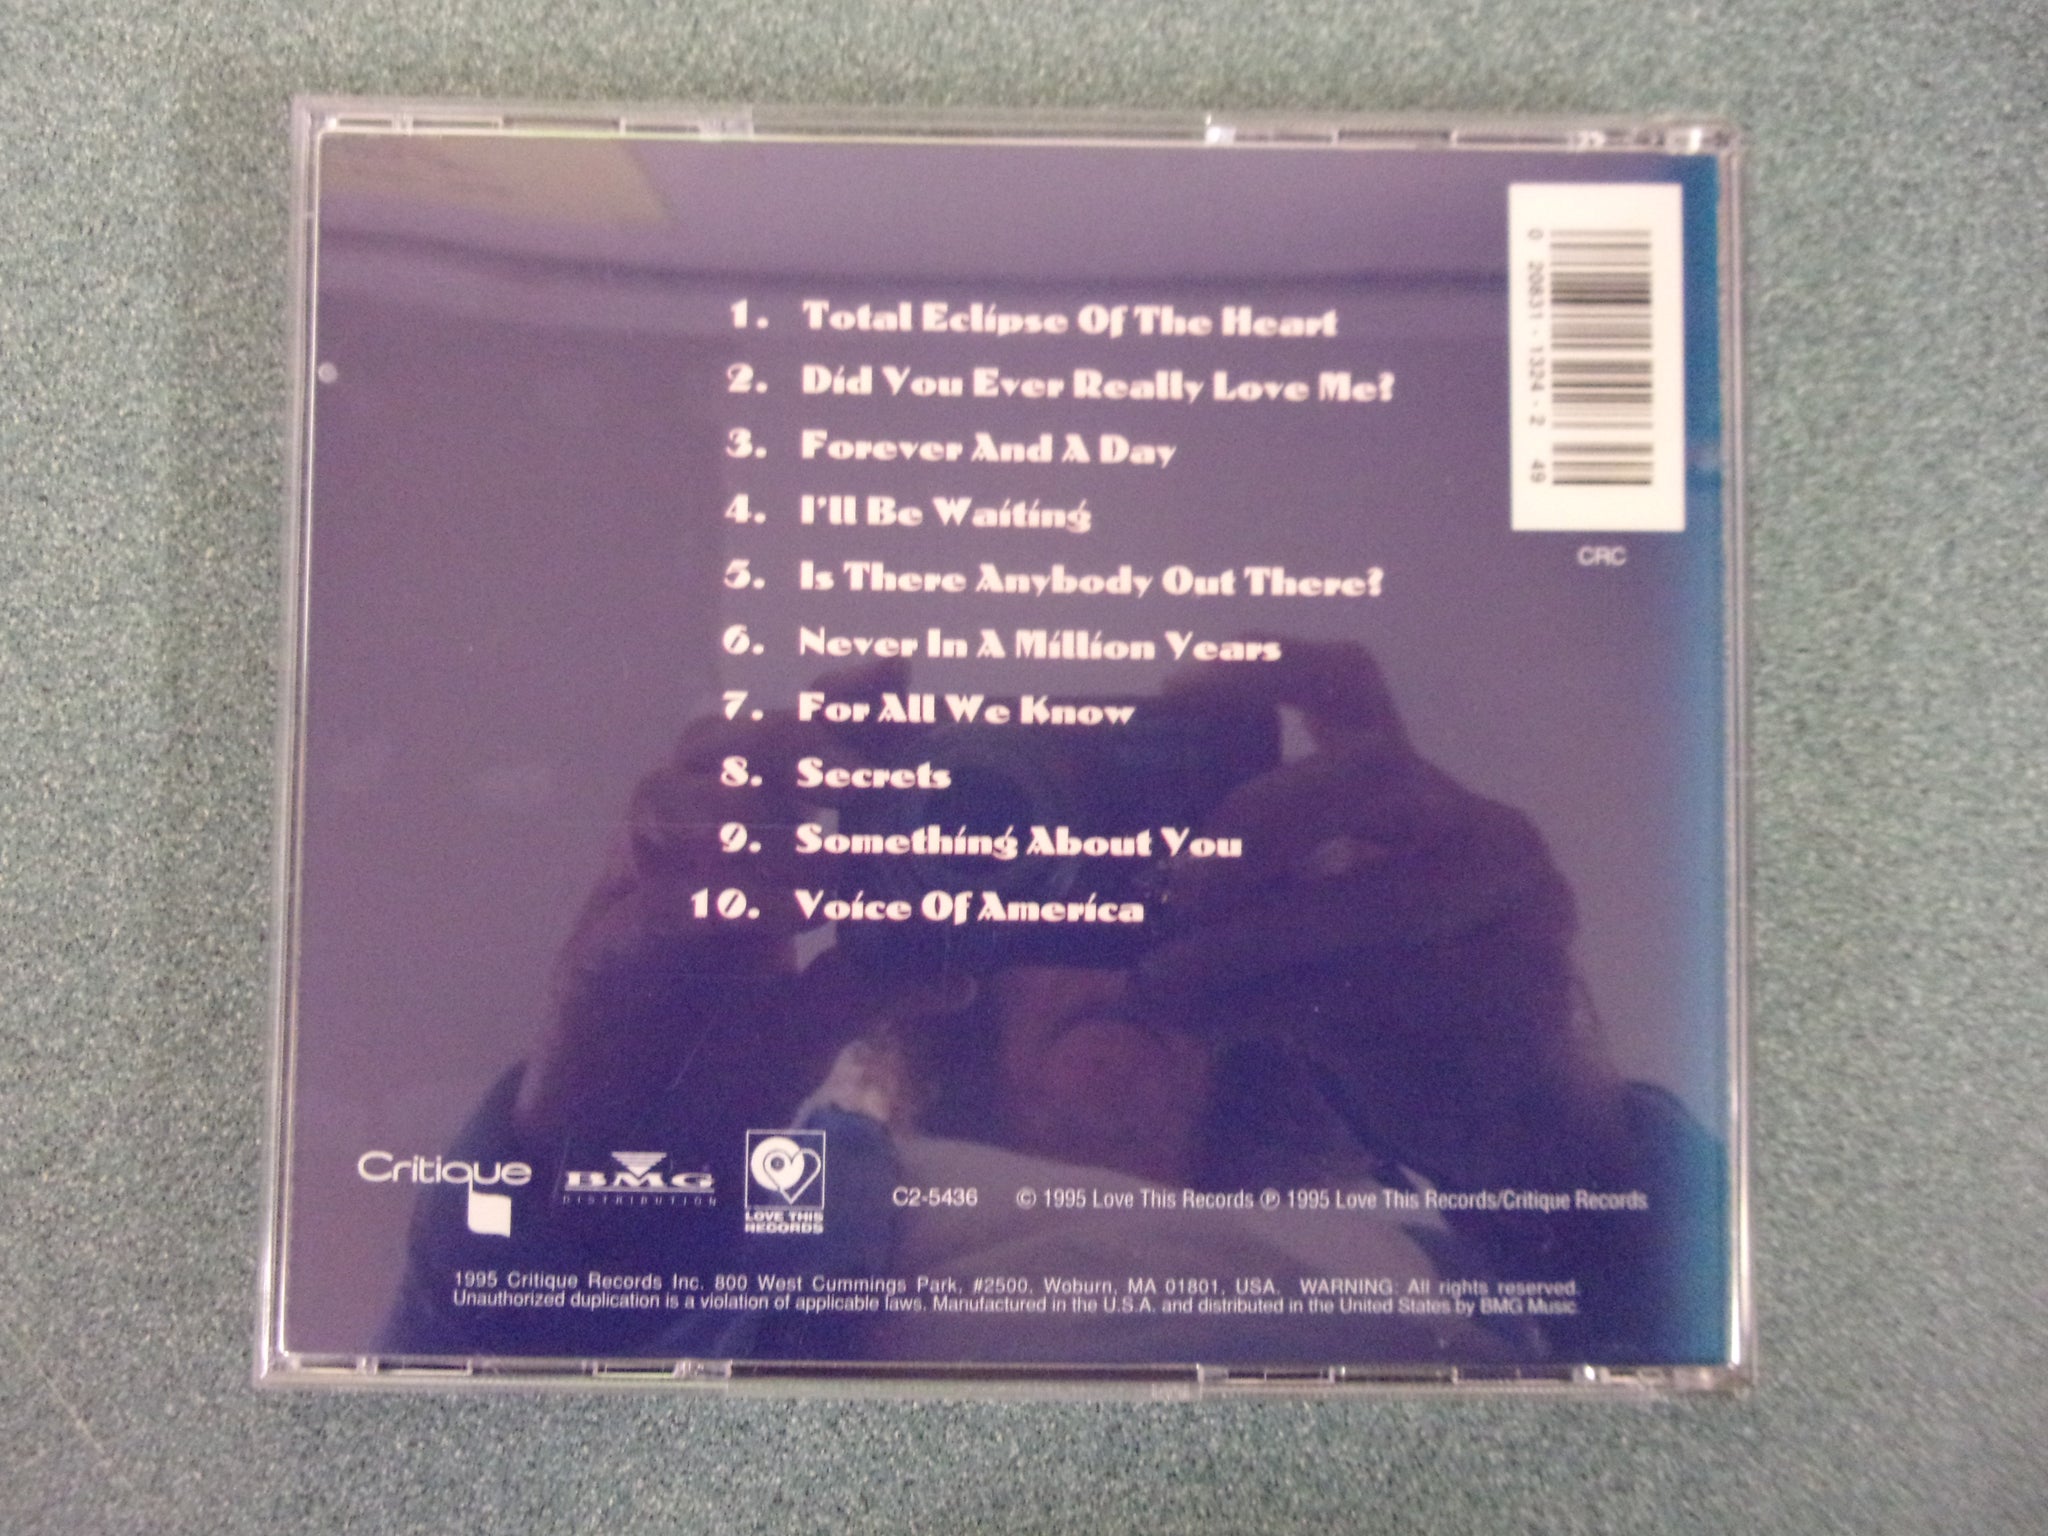 1. Total Eclipse Of The Heart
2. Did You Ever Really Love Me?
3. Forever And A Day
4. I'll Be Waiting
5. Is There Anybody Out There?
6. Never In A Million Years
7. For All We Know
8. Secrets
9. Something About You
10. Voice Of America
0 20831-1324-2 49
CRC
Critique
BMG
DISTRIBUTION
LOVE THIS
RECORDS
C2-5436 © 1995 Love This Records ℗ 1995 Love This Records/Critique Records
1995 Critique Records Inc. 800 West Cummings Park, #2500, Woburn, MA 01801, USA. WARNING: All rights reserved.
Unauthorized duplication is a violation of applicable laws. Manufactured in the U.S.A. and distributed in the United States by BMG Music.